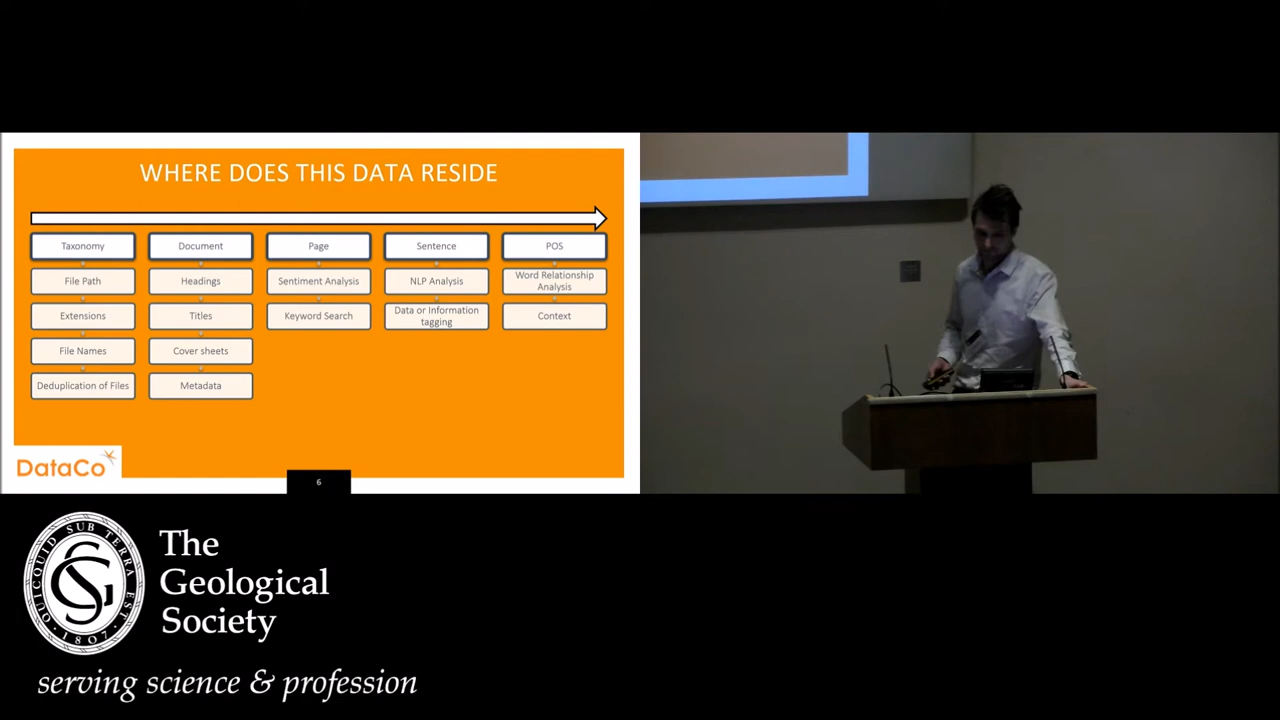 WHERE DOES THIS DATA RESIDE
Taxonomy
File Path
Extensions
File Names
Deduplication of Files
Document
Headings
Titles
Cover sheets
Metadata
Page
Sentiment Analysis
Keyword Search
Sentence
NLP Analysis
Data or Information
tagging
POS
Word Relationship
Analysis
Context
DataCo
6
QUICQUID SUB TERRA EST
1807
The
Geological
Society
serving science & profession